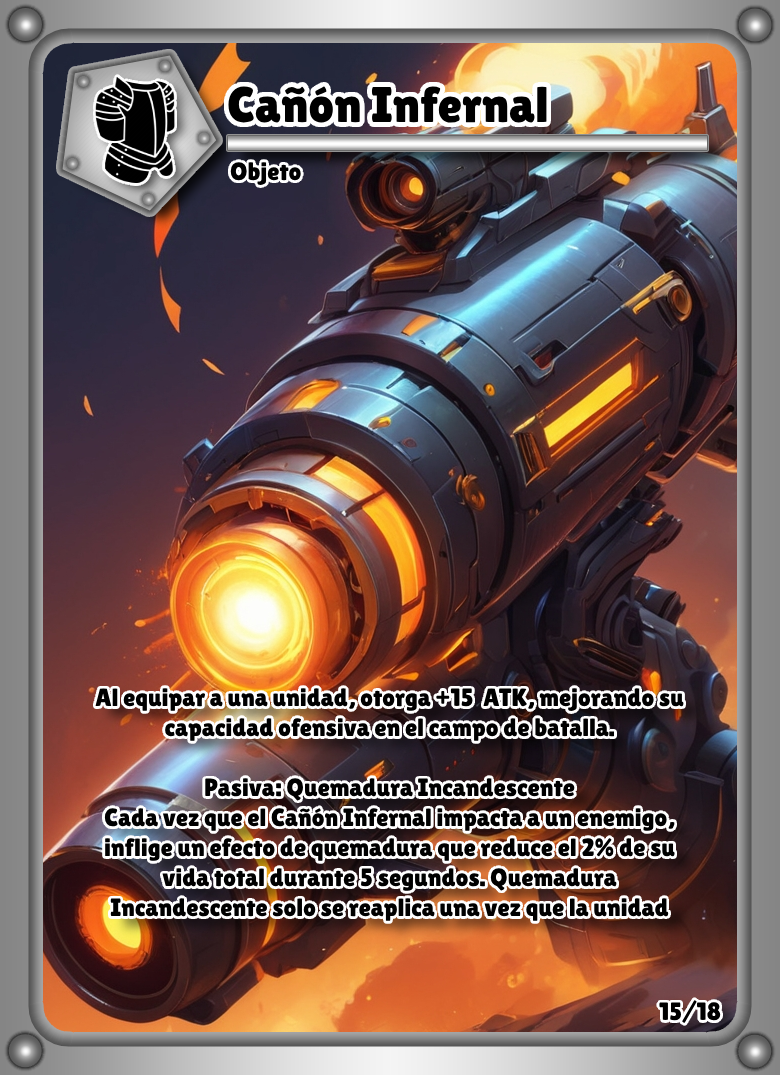 Cañón Infernal
Objeto
Al equipar a una unidad, otorga +15 ATK, mejorando su
capacidad ofensiva en el campo de batalla.
Pasiva: Quemadura Incandescente
Cada vez que el Cañón Infernal impacta a un enemigo,
inflige un efecto de quemadura que reduce el 2% de su
vida total durante 5 segundos. Quemadura
Incandescente solo se reaplica una vez que la unidad
15/18